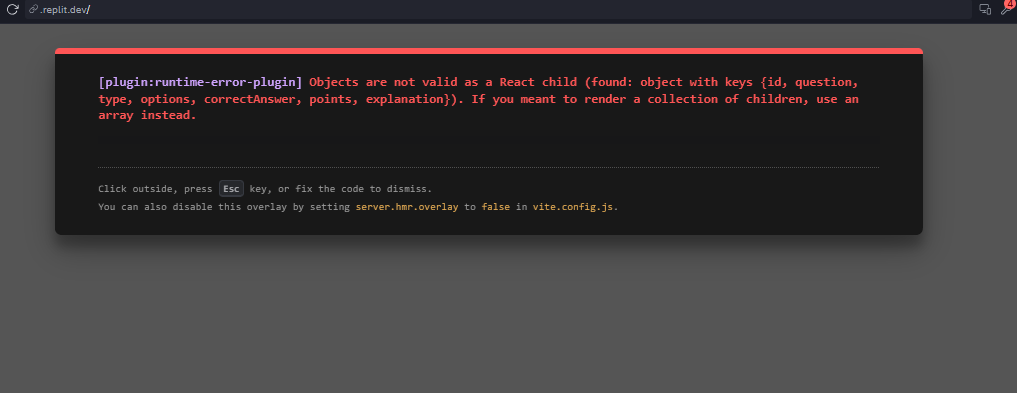 .replit.dev/
4
[plugin:runtime-error-plugin] Objects are not valid as a React child (found: object with keys {id, question,
type, options, correctAnswer, points, explanation}). If you meant to render a collection of children, use an
array instead.
Click outside, press Esc key, or fix the code to dismiss.
You can also disable this overlay by setting server.hmr.overlay to false in vite.config.js.